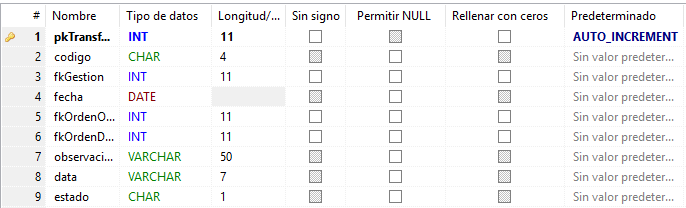 # Nombre Tipo de datos Longitud/... Sin signo Permitir NULL Rellenar con ceros Predeterminado
1 pkTransf... INT 11 AUTO_INCREMENT
2 codigo CHAR 4 Sin valor predeter...
3 fkGestion INT 11 Sin valor predeter...
4 fecha DATE Sin valor predeter...
5 fkOrdenO... INT 11 Sin valor predeter...
6 fkOrdenD... INT 11 Sin valor predeter...
7 observaci... VARCHAR 50 Sin valor predeter...
8 data VARCHAR 7 Sin valor predeter...
9 estado CHAR 1 Sin valor predeter...